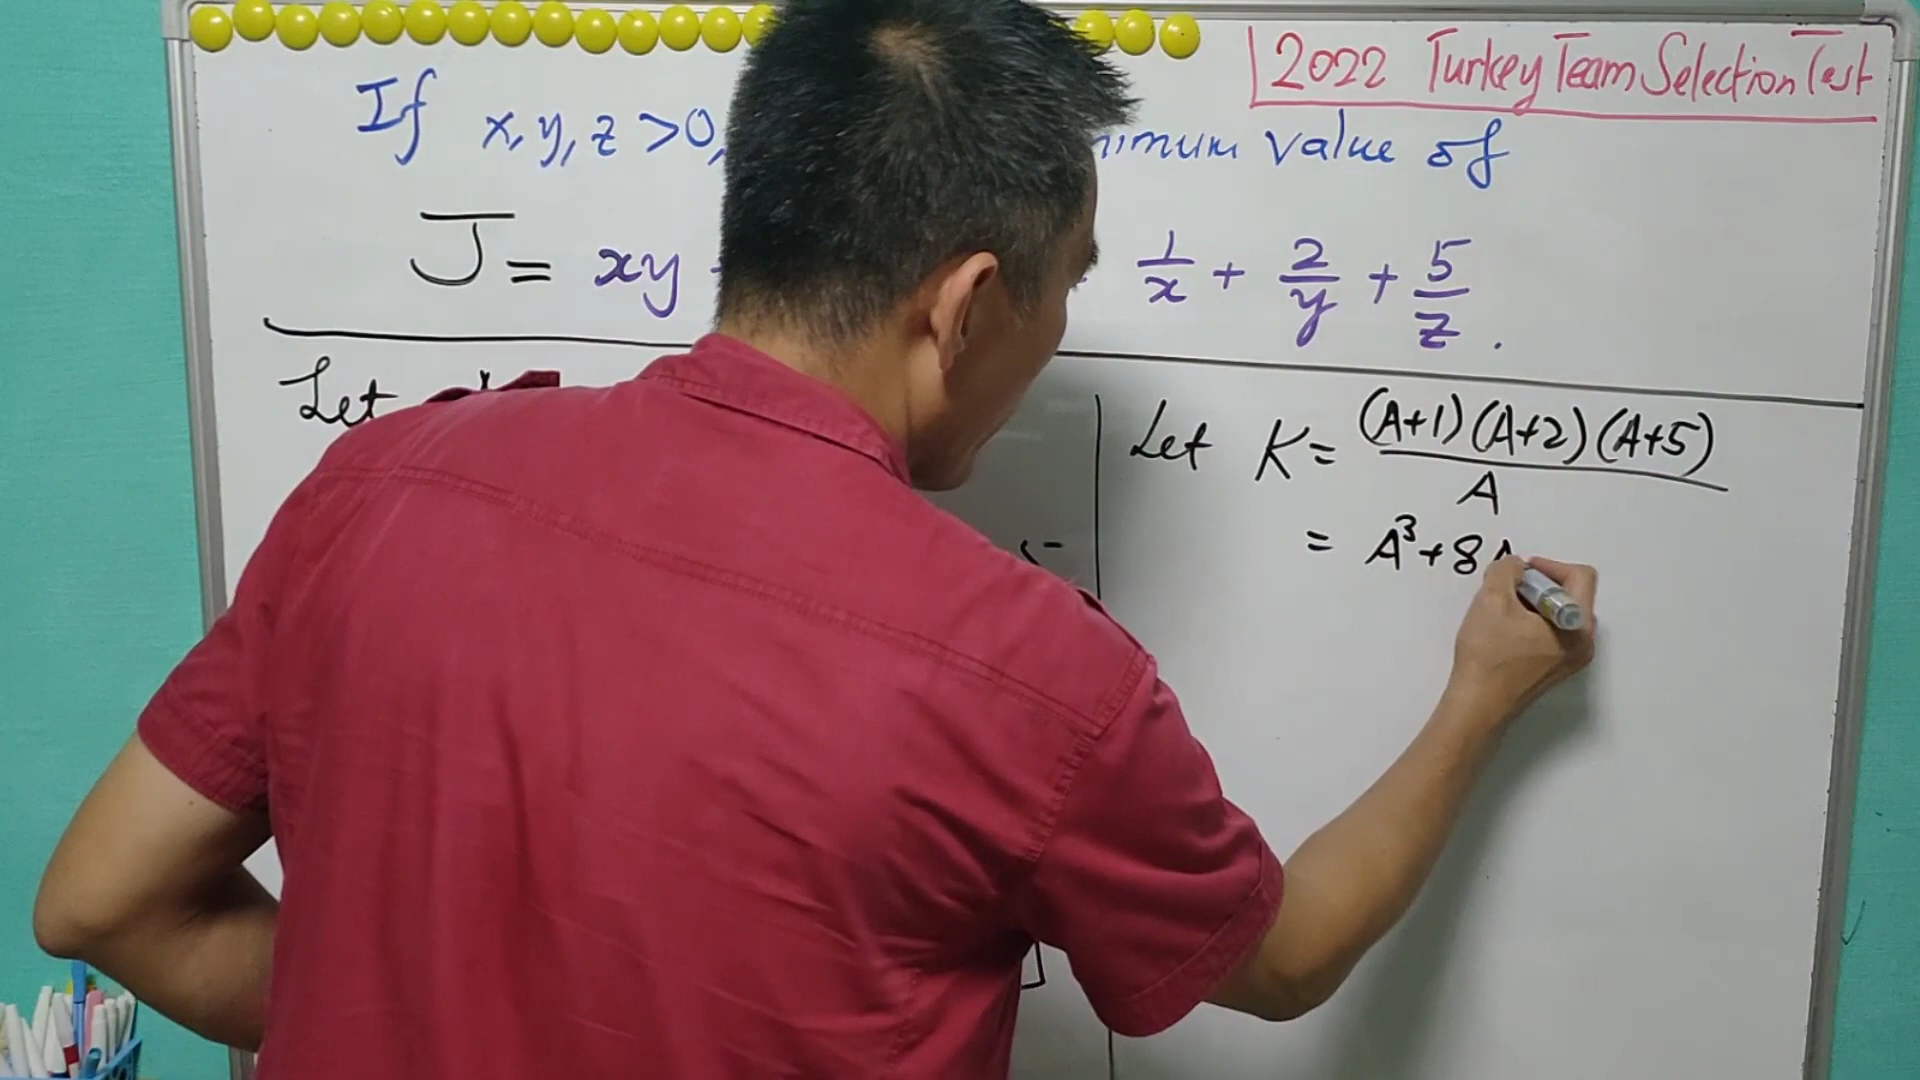 2022 Turkey Team Selection Test
If x, y, z > 0, nimum value of
J = xy 1/x + 2/y + 5/z .
Let
Let K = (A+1)(A+2)(A+5)/A
= A³+8A